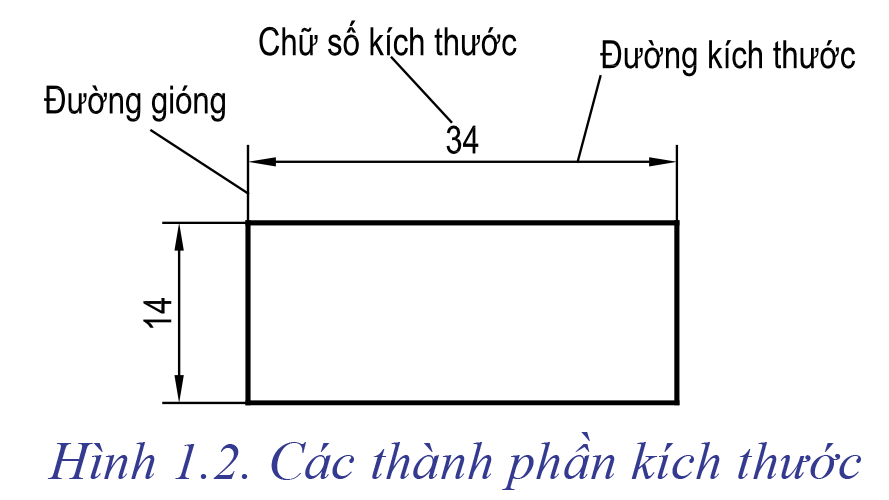 Chữ số kích thước
Đường kích thước
Đường gióng
34
14
Hình 1.2. Các thành phần kích thước